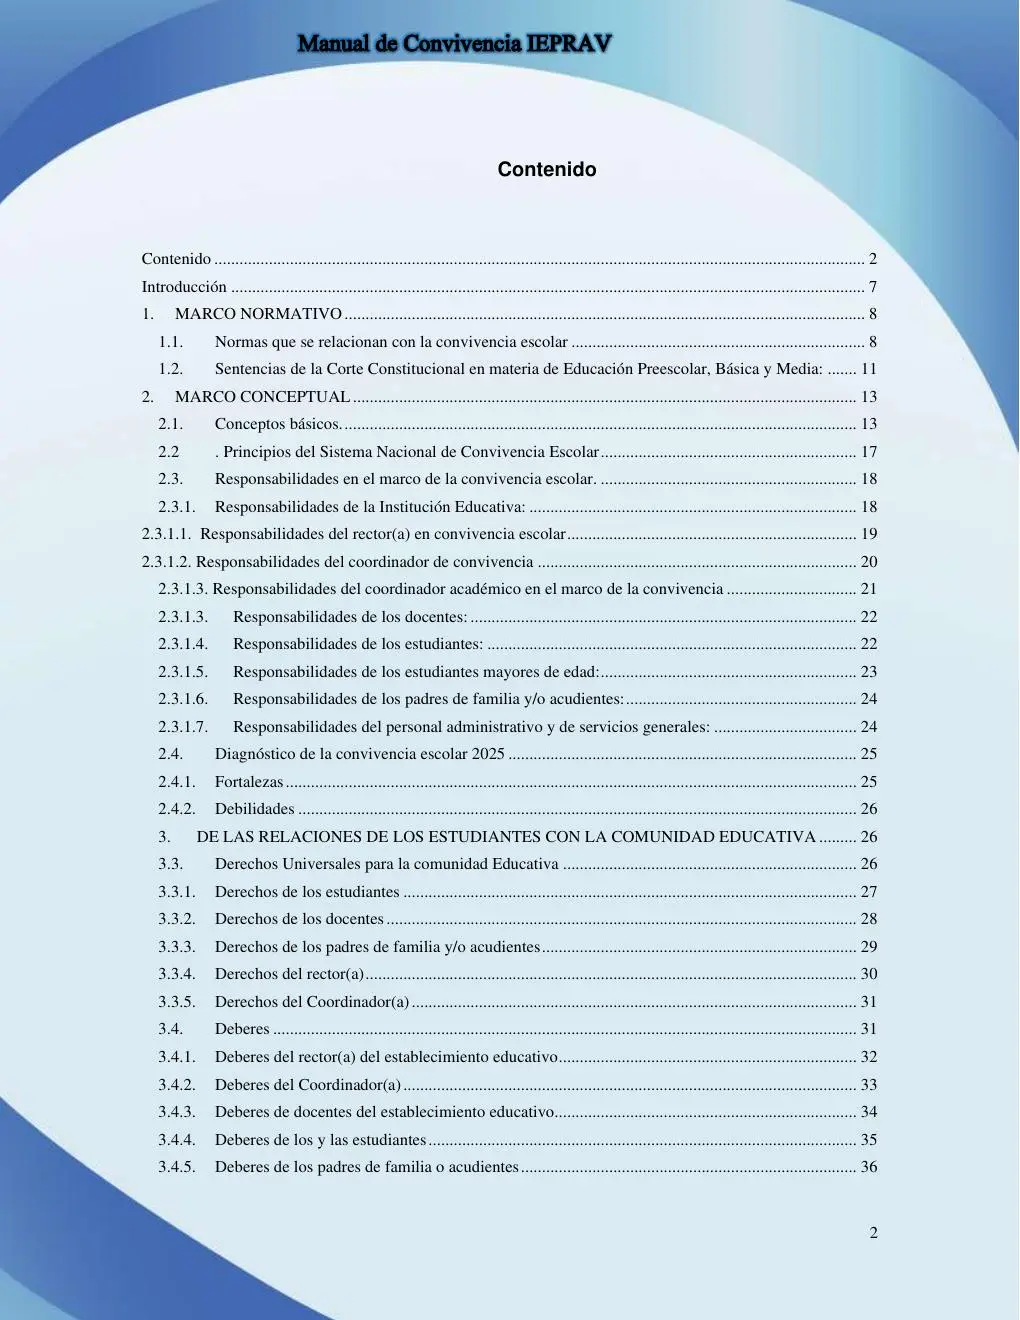 Manual de Convivencia IEPRAV
Contenido
Contenido ........ 2
Introducción ........ 7
1. MARCO NORMATIVO ........ 8
1.1. Normas que se relacionan con la convivencia escolar ........ 8
1.2. Sentencias de la Corte Constitucional en materia de Educación Preescolar, Básica y Media: ....... 11
2. MARCO CONCEPTUAL ........ 13
2.1. Conceptos básicos. ........ 13
2.2 . Principios del Sistema Nacional de Convivencia Escolar ........ 17
2.3. Responsabilidades en el marco de la convivencia escolar. ........ 18
2.3.1. Responsabilidades de la Institución Educativa: ........ 18
2.3.1.1. Responsabilidades del rector(a) en convivencia escolar ........ 19
2.3.1.2. Responsabilidades del coordinador de convivencia ........ 20
2.3.1.3. Responsabilidades del coordinador académico en el marco de la convivencia ........ 21
2.3.1.3. Responsabilidades de los docentes: ........ 22
2.3.1.4. Responsabilidades de los estudiantes: ........ 22
2.3.1.5. Responsabilidades de los estudiantes mayores de edad: ........ 23
2.3.1.6. Responsabilidades de los padres de familia y/o acudientes: ........ 24
2.3.1.7. Responsabilidades del personal administrativo y de servicios generales: ........ 24
2.4. Diagnóstico de la convivencia escolar 2025 ........ 25
2.4.1. Fortalezas ........ 25
2.4.2. Debilidades ........ 26
3. DE LAS RELACIONES DE LOS ESTUDIANTES CON LA COMUNIDAD EDUCATIVA ......... 26
3.3. Derechos Universales para la comunidad Educativa ........ 26
3.3.1. Derechos de los estudiantes ........ 27
3.3.2. Derechos de los docentes ........ 28
3.3.3. Derechos de los padres de familia y/o acudientes ........ 29
3.3.4. Derechos del rector(a) ........ 30
3.3.5. Derechos del Coordinador(a) ........ 31
3.4. Deberes ........ 31
3.4.1. Deberes del rector(a) del establecimiento educativo ........ 32
3.4.2. Deberes del Coordinador(a) ........ 33
3.4.3. Deberes de docentes del establecimiento educativo ........ 34
3.4.4. Deberes de los y las estudiantes ........ 35
3.4.5. Deberes de los padres de familia o acudientes ........ 36
2